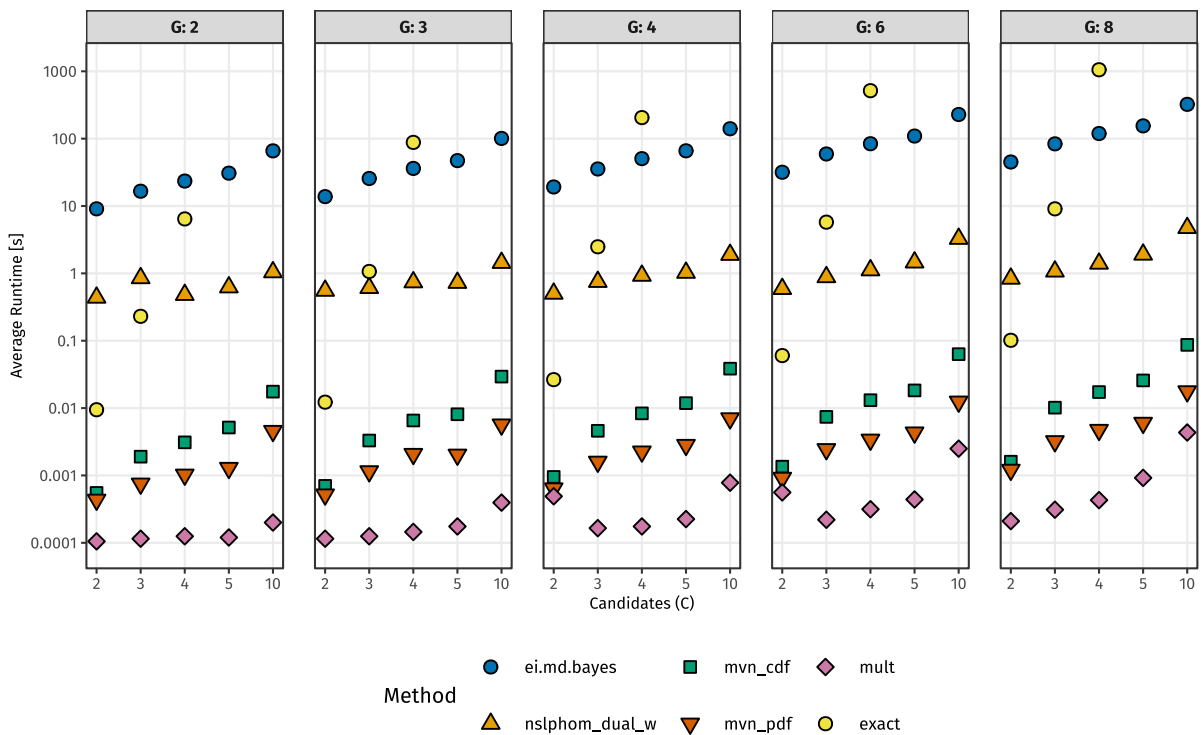 G: 2 G: 3 G: 4 G: 6 G: 8
1000
100
10
1
0.1
0.01
0.001
0.0001
Average Runtime [s]
2 3 4 5 10 2 3 4 5 10 2 3 4 5 10 2 3 4 5 10 2 3 4 5 10
Candidates (C)
Method
ei.md.bayes mvn_cdf mult
nslphom_dual_w mvn_pdf exact